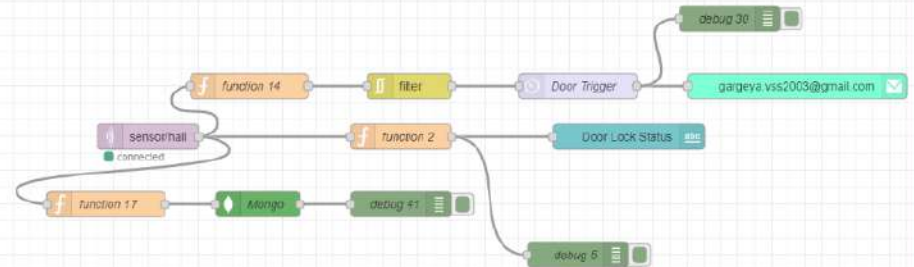 debug 30
function 14
filter
Door Trigger
gargeya.vss2003@gmail.com
sensor/hall
function 2
Door Lock Status
abc
connected
function 17
Mongo
debug 41
debug 6